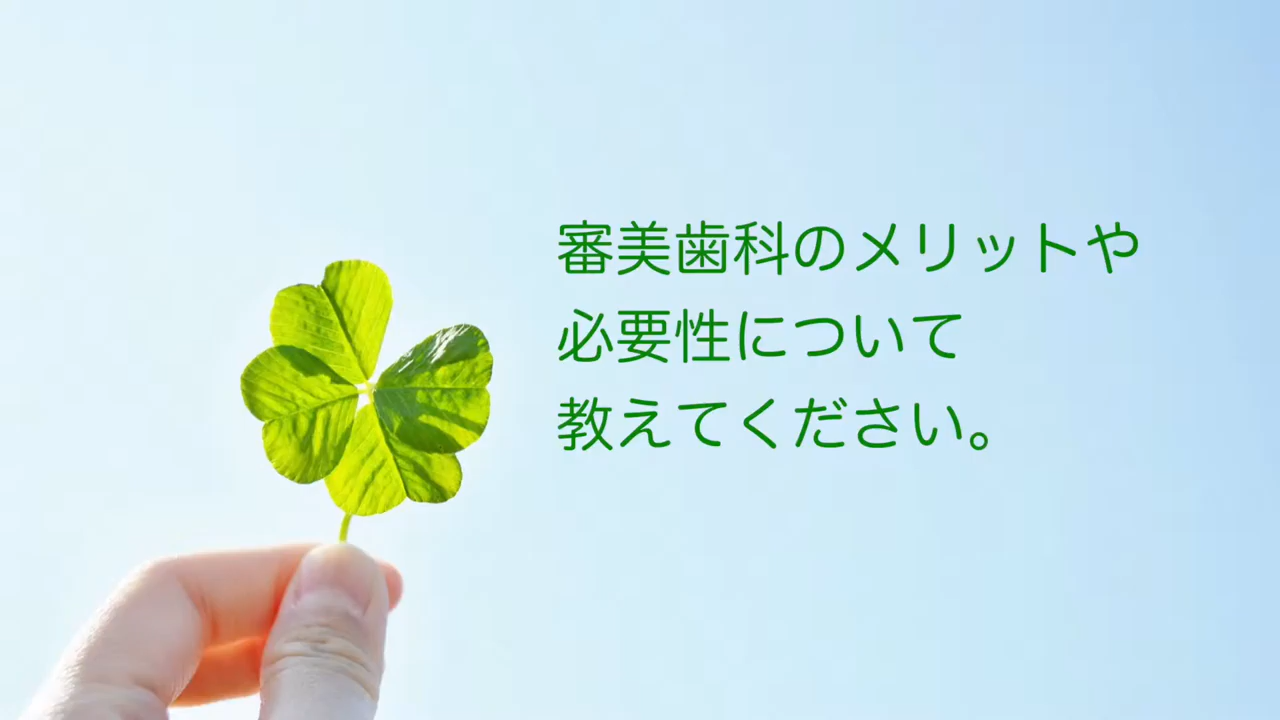 審美歯科のメリットや
必要性について
教えてください。